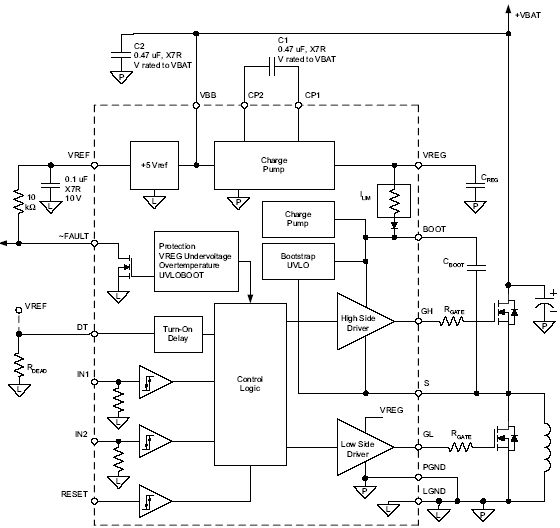 +VBAT
C2
0.47 uF, X7R
V rated to VBAT
C1
0.47 uF, X7R
V rated to VBAT
P
VBB
CP2
CP1
VREF
+5 Vref
Charge
Pump
VREG
L
P
CREG
P
10
kΩ
0.1 uF
X7R
10 V
L
ILIM
~FAULT
Charge
Pump
BOOT
Protection
VREG Undervoltage
Overtemperature
UVLOBOOT
Bootstrap
UVLO
CBOOT
L
VREF
DT
Turn-On
Delay
High Side
Driver
GH
RGATE
+
P
RDEAD
L
IN1
L
Control
Logic
S
VREG
IN2
L
Low Side
Driver
GL
RGATE
PGND
P
RESET
LGND
L
L
P